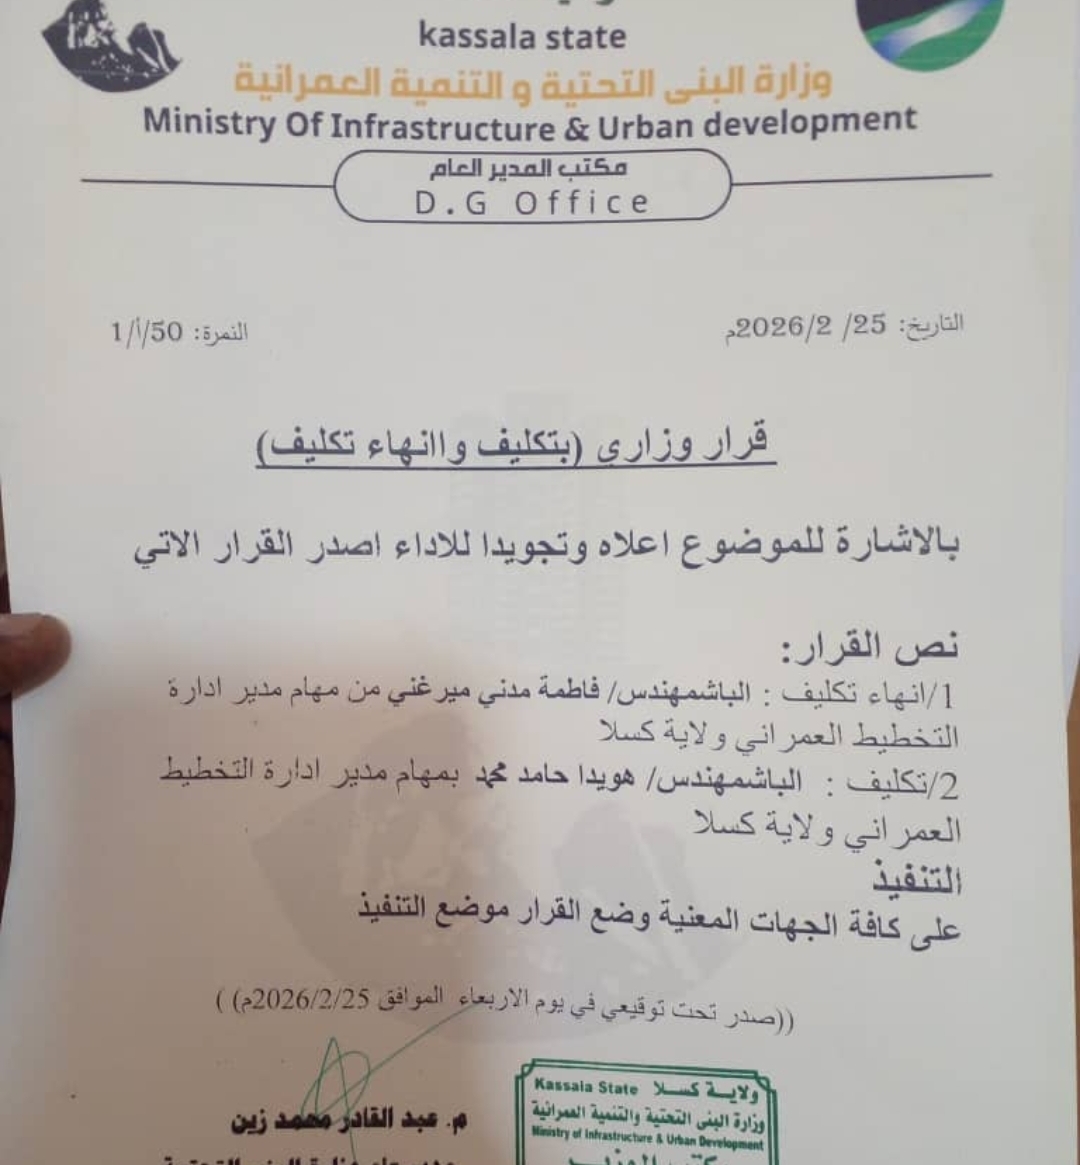 kassala state
وزارة البنى التحتية و التنمية العمرانية
Ministry Of Infrastructure & Urban development
مكتب المدير العام
D.G Office
التاريخ: 25/ 2026/2م
النمرة: 50/أ/1
قرار وزاري (بتكليف واانهاء تكليف)
بالاشارة للموضوع اعلاه وتجويدا للاداء اصدر القرار الاتي
نص القرار:
1/انهاء تكليف : الباشمهندس/ فاطمة مدني ميرغني من مهام مدير ادارة
التخطيط العمراني ولاية كسلا
2/تكليف : الباشمهندس/ هويدا حامد محمد بمهام مدير ادارة التخطيط
العمراني ولاية كسلا
التنفيذ
على كافة الجهات المعنية وضع القرار موضع التنفيذ
((صدر تحت توقيعي في يوم الاربعاء الموافق 2026/2/25م) )
م. عبد القادر محمد زين
Kassala State ولاية كسلا
وزارة البنى التحتية والتنمية العمرانية
Ministry of Infrastructure & Urban Development